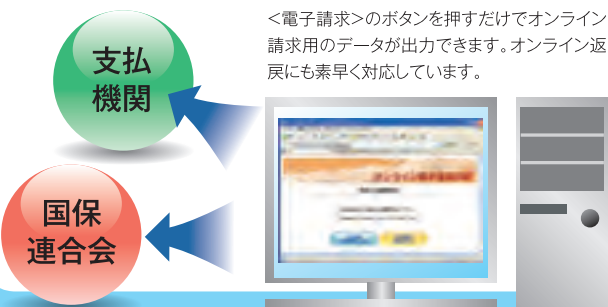 <電子請求>のボタンを押すだけでオンライン
請求用のデータが出力できます。オンライン返
戻にも素早く対応しています。
支払
機関
国保
連合会